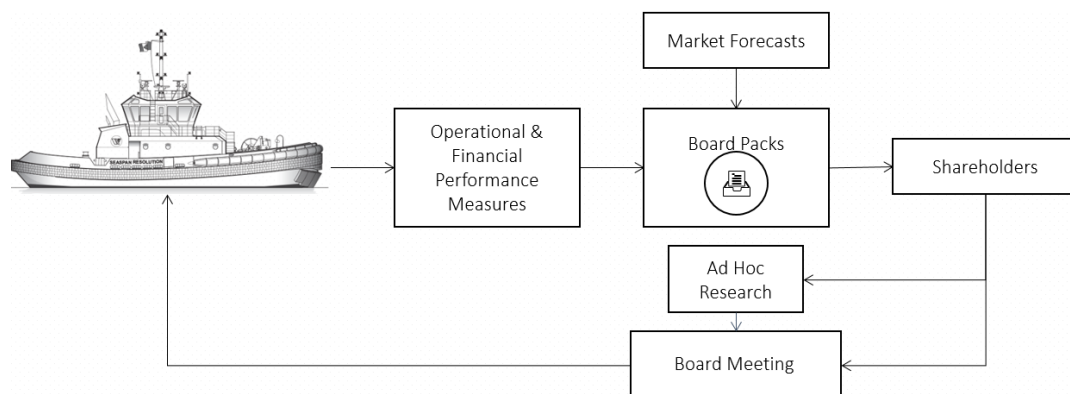 Market Forecasts
SEASPAN RESOLUTION
Operational &
Financial
Performance
Measures
Board Packs
Shareholders
Ad Hoc
Research
Board Meeting